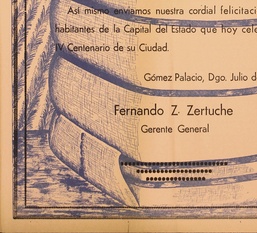 Así mismo enviamos nuestra cordial felicitaci
habitantes de la Capital del Estado que hoy cele
IV Centenario de su Ciudad.
Gómez Palacio, Dgo. Julio d
Fernando Z. Zertuche
Gerente General